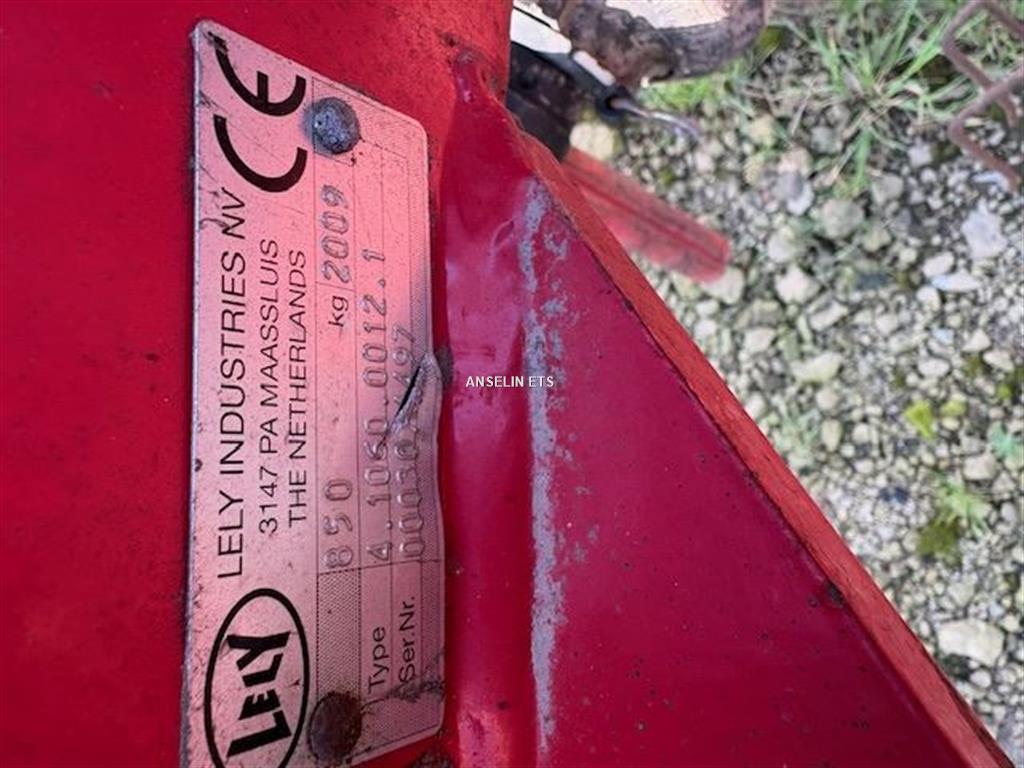 LELY
LELY INDUSTRIES NV
3147 PA MAASSLUIS
THE NETHERLANDS
CE
850 kg 2009
Type 4.1060.0012.1
Ser.Nr.
ANSELIN ETS